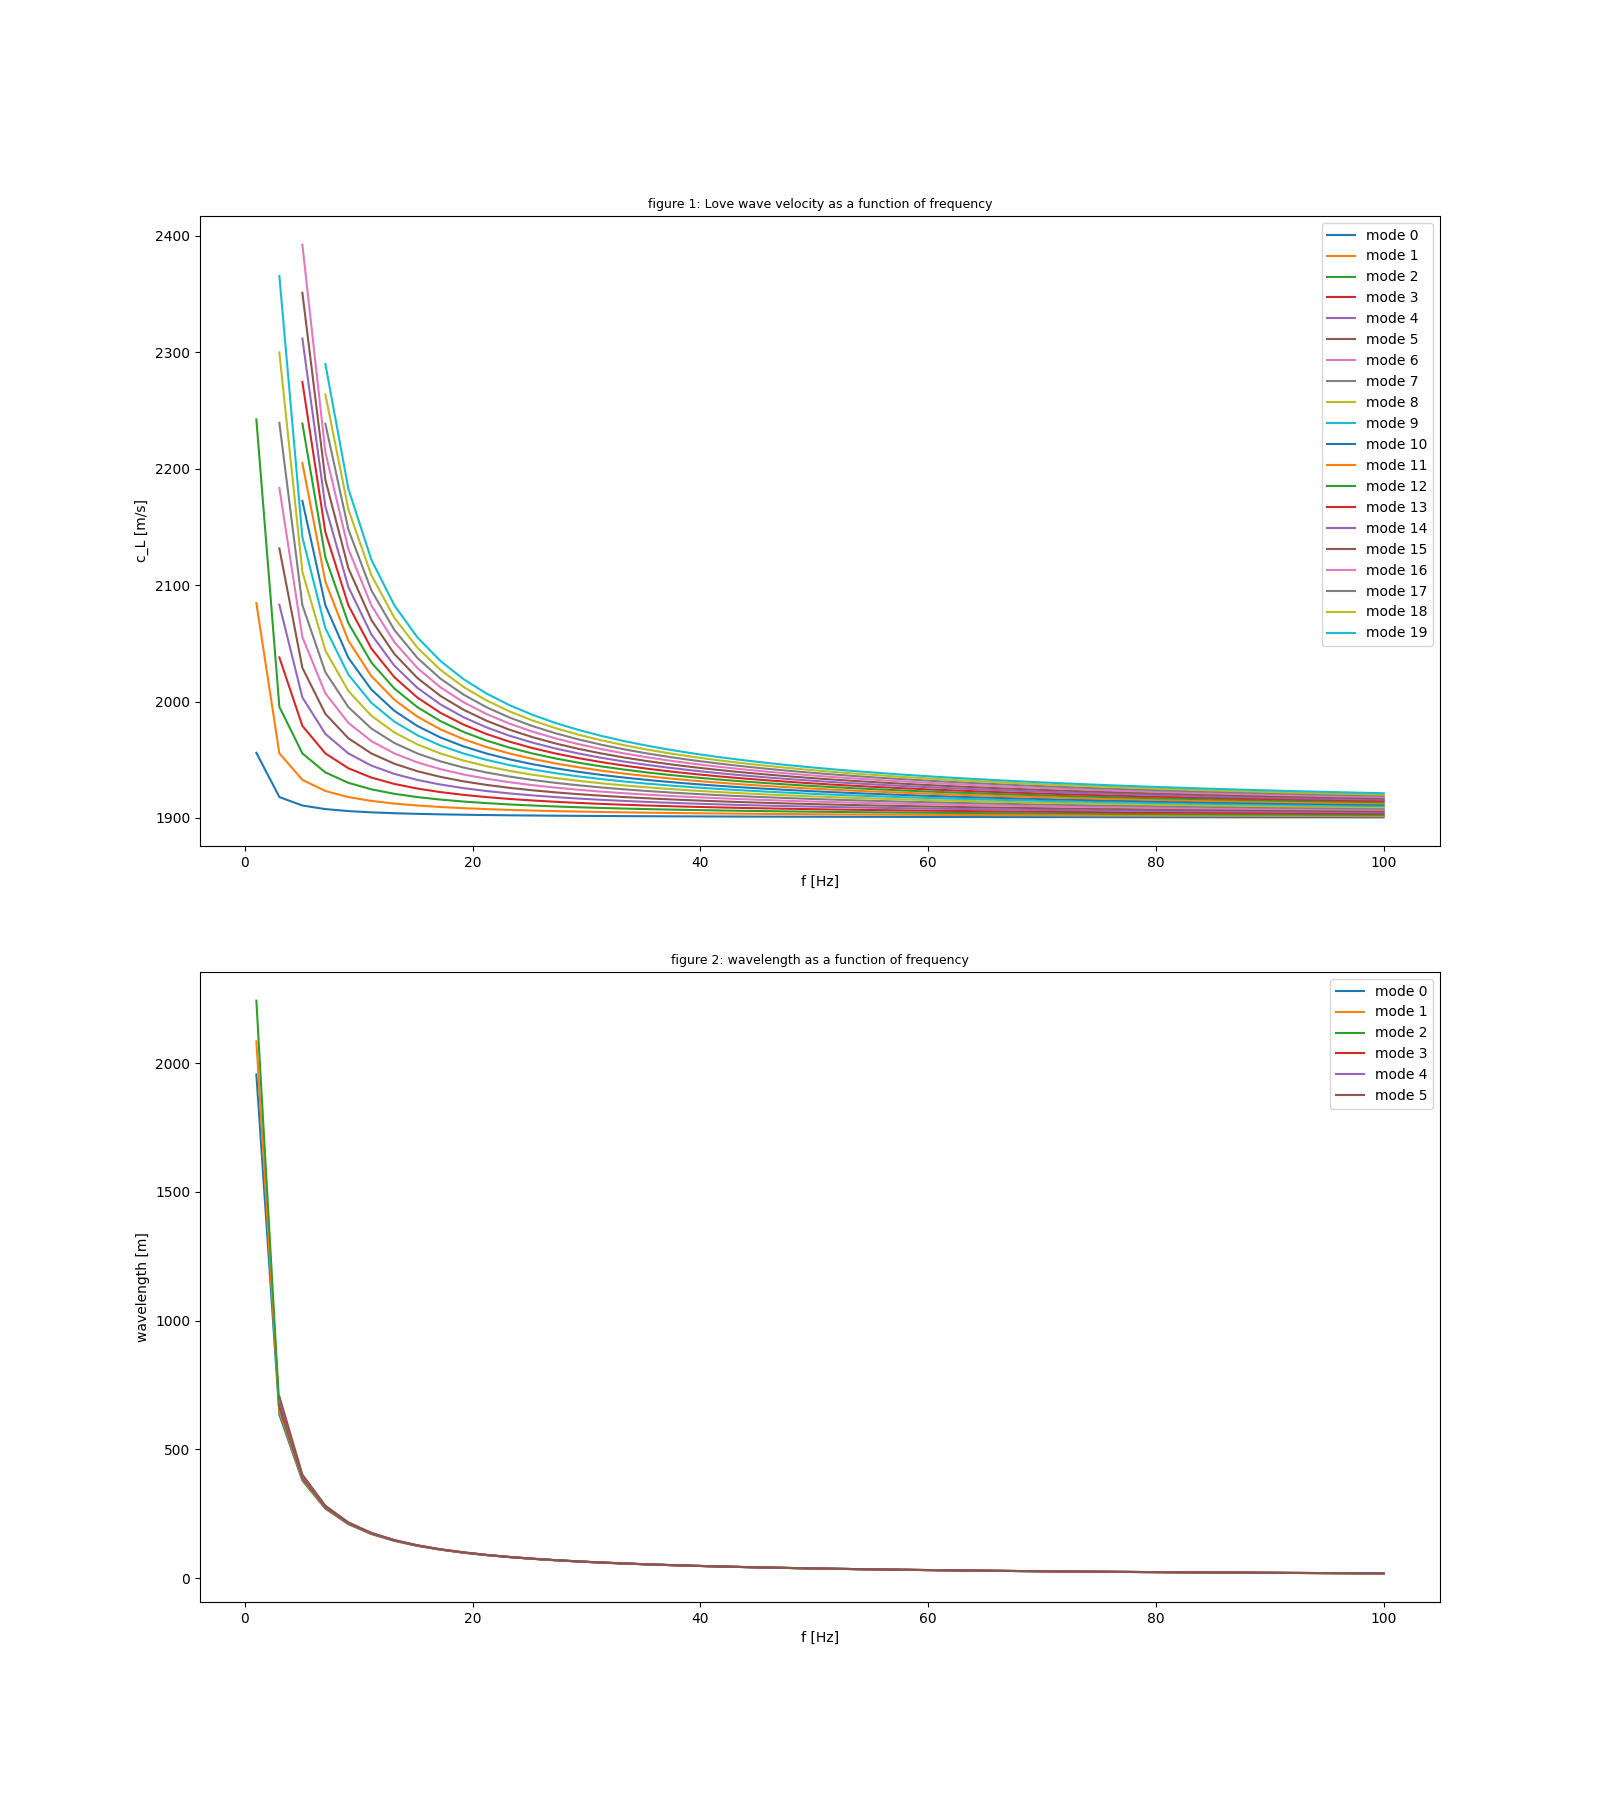 figure 1: Love wave velocity as a function of frequency
2400
2300
2200
2100
2000
1900
c_L [m/s]
0 20 40 60 80 100
f [Hz]
mode 0
mode 1
mode 2
mode 3
mode 4
mode 5
mode 6
mode 7
mode 8
mode 9
mode 10
mode 11
mode 12
mode 13
mode 14
mode 15
mode 16
mode 17
mode 18
mode 19
figure 2: wavelength as a function of frequency
2000
1500
1000
500
0
wavelength [m]
0 20 40 60 80 100
f [Hz]
mode 0
mode 1
mode 2
mode 3
mode 4
mode 5